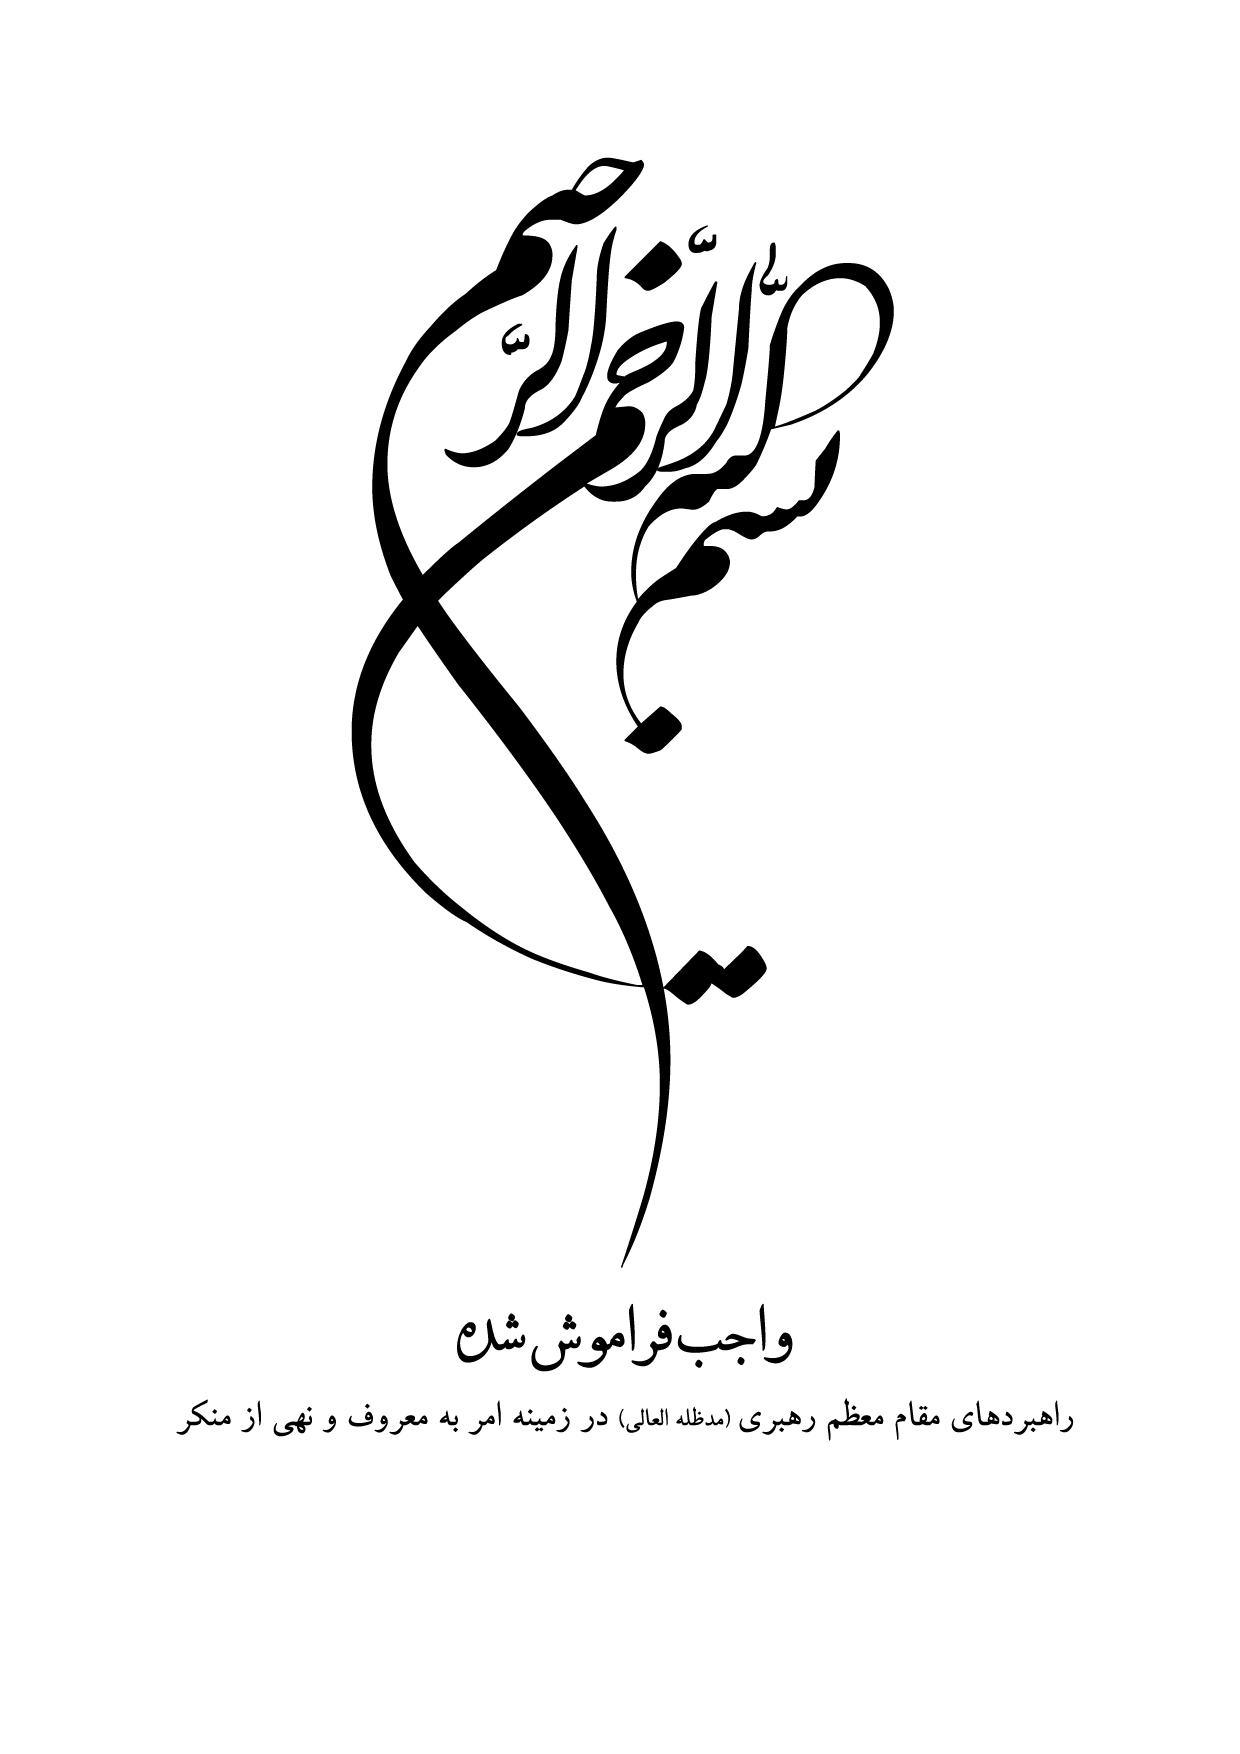 بسم الله الرحمن الرحیم
واجب فراموش شده
راهبردهای مقام معظم رهبری (مدظله العالی) در زمینه امر به معروف و نهی از منکر